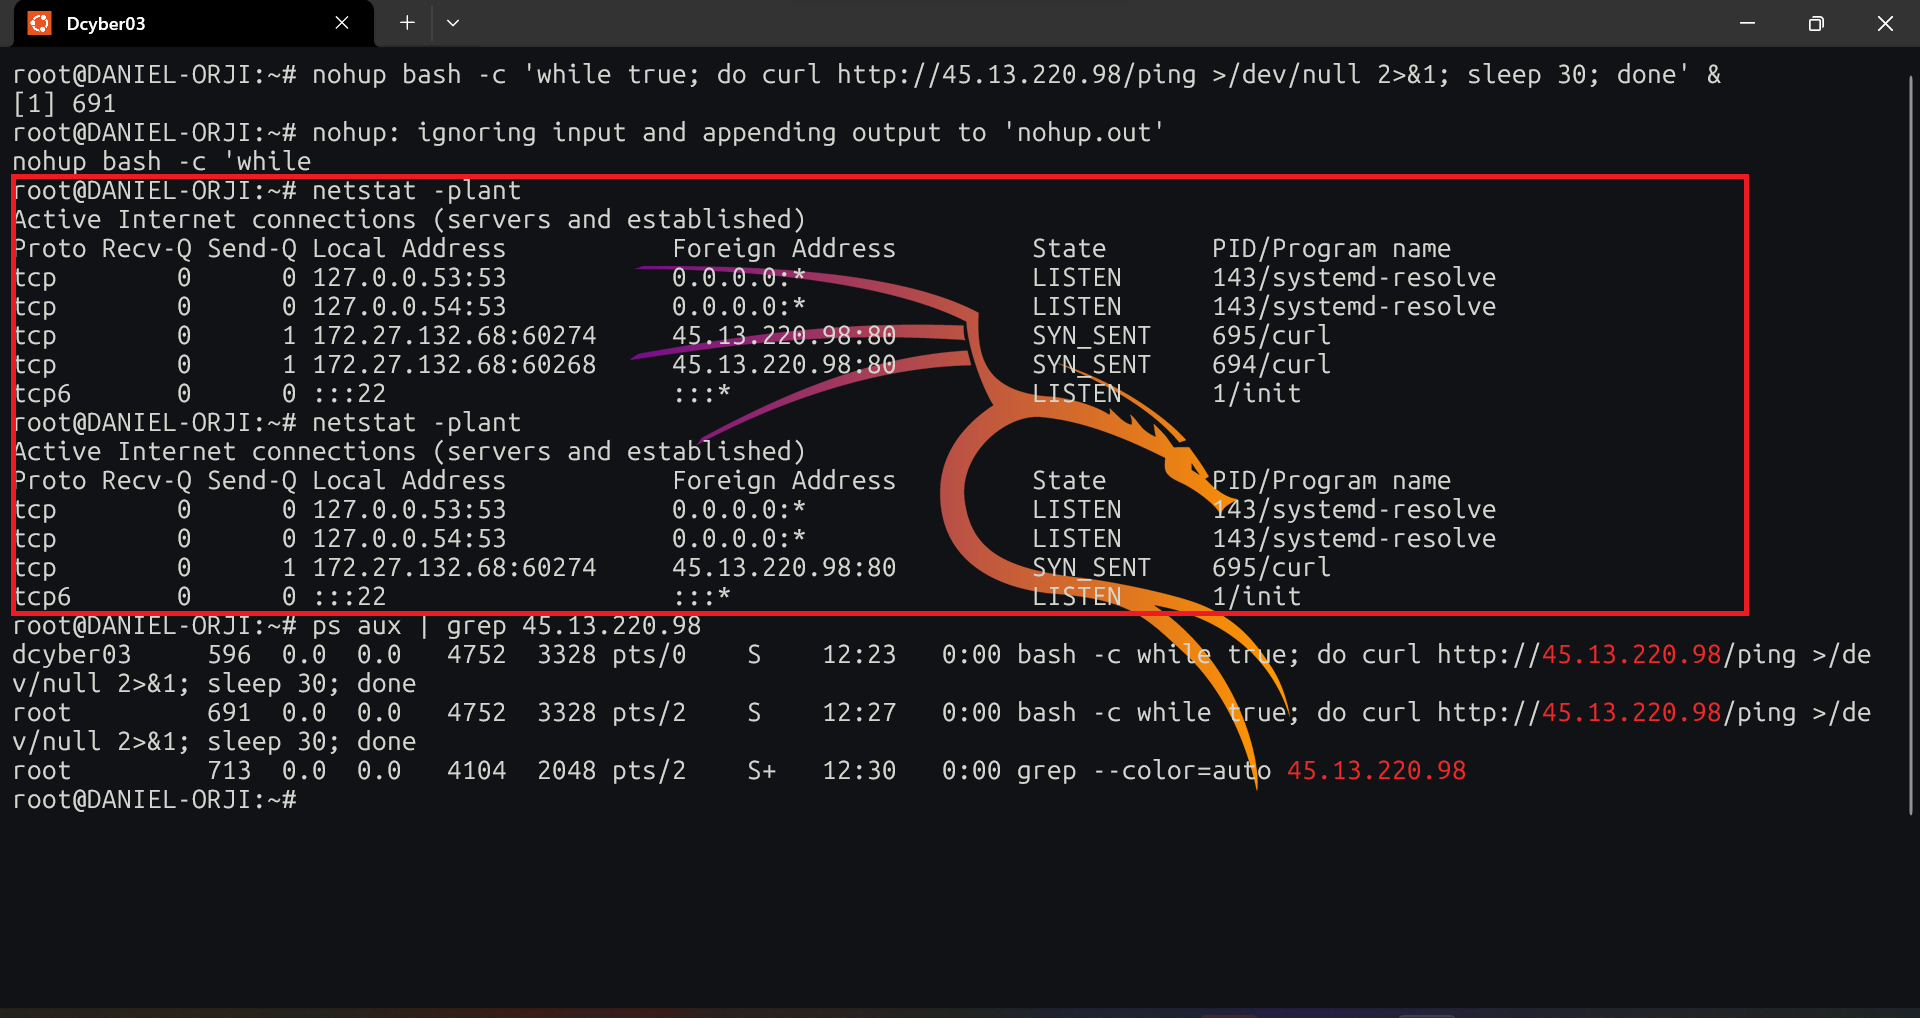 Dcyber03
root@DANIEL-ORJI:~# nohup bash -c 'while true; do curl http://45.13.220.98/ping >/dev/null 2>&1; sleep 30; done' &
[1] 691
root@DANIEL-ORJI:~# nohup: ignoring input and appending output to 'nohup.out'
nohup bash -c 'while
root@DANIEL-ORJI:~# netstat -plant
Active Internet connections (servers and established)
Proto Recv-Q Send-Q Local Address           Foreign Address         State       PID/Program name
tcp        0      0 127.0.0.53:53           0.0.0.0:*               LISTEN      143/systemd-resolve
tcp        0      0 127.0.0.54:53           0.0.0.0:*               LISTEN      143/systemd-resolve
tcp        0      1 172.27.132.68:60274     45.13.220.98:80         SYN_SENT    695/curl
tcp        0      1 172.27.132.68:60268     45.13.220.98:80         SYN_SENT    694/curl
tcp6       0      0 :::22                   :::*                    LISTEN      1/init
root@DANIEL-ORJI:~# netstat -plant
Active Internet connections (servers and established)
Proto Recv-Q Send-Q Local Address           Foreign Address         State       PID/Program name
tcp        0      0 127.0.0.53:53           0.0.0.0:*               LISTEN      143/systemd-resolve
tcp        0      0 127.0.0.54:53           0.0.0.0:*               LISTEN      143/systemd-resolve
tcp        0      1 172.27.132.68:60274     45.13.220.98:80         SYN_SENT    695/curl
tcp6       0      0 :::22                   :::*                    LISTEN      1/init
root@DANIEL-ORJI:~# ps aux | grep 45.13.220.98
dcyber03     596  0.0  0.0   4752  3328 pts/0    S    12:23   0:00 bash -c while true; do curl http://45.13.220.98/ping >/de
v/null 2>&1; sleep 30; done
root         691  0.0  0.0   4752  3328 pts/2    S    12:27   0:00 bash -c while true; do curl http://45.13.220.98/ping >/de
v/null 2>&1; sleep 30; done
root         713  0.0  0.0   4104  2048 pts/2    S+   12:30   0:00 grep --color=auto 45.13.220.98
root@DANIEL-ORJI:~#